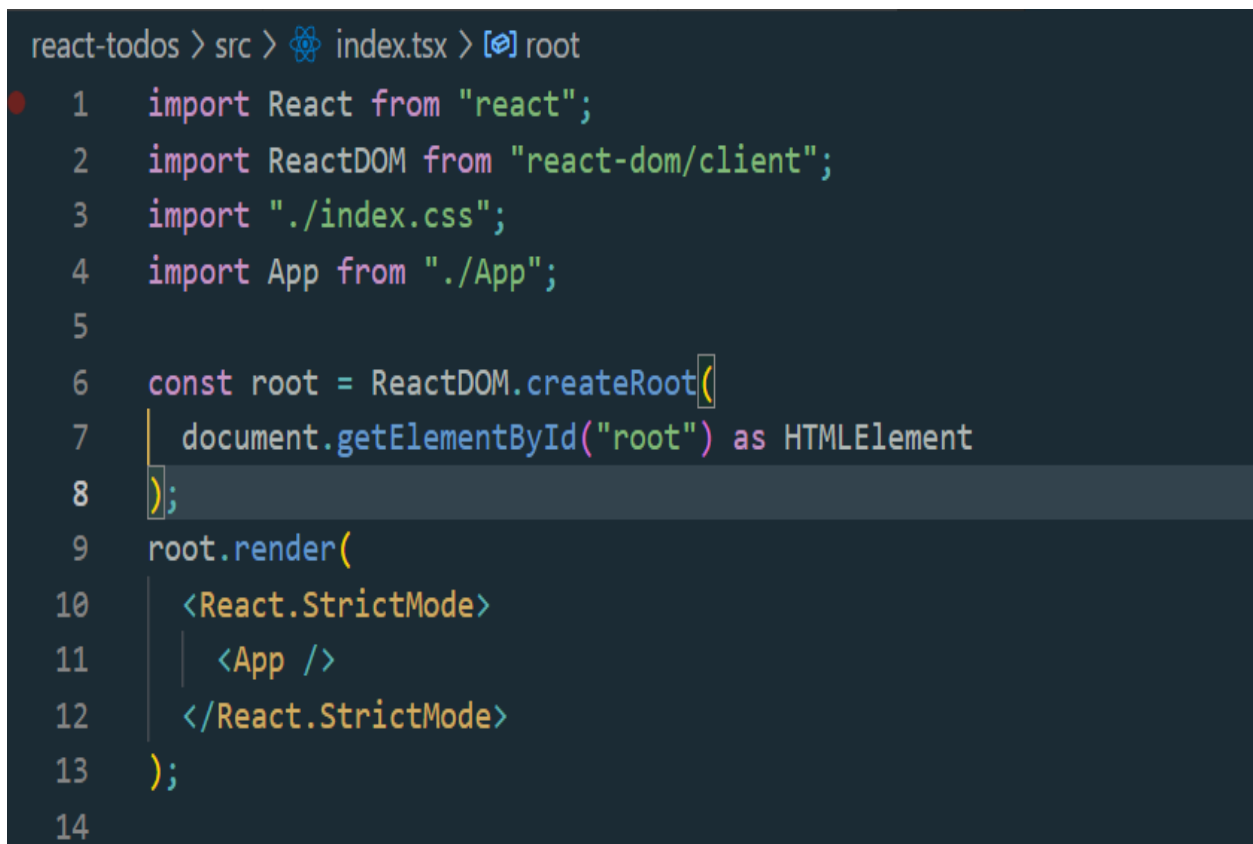 react-todos > src > index.tsx > root
1 import React from "react";
2 import ReactDOM from "react-dom/client";
3 import "./index.css";
4 import App from "./App";
5
6 const root = ReactDOM.createRoot(
7   document.getElementById("root") as HTMLElement
8 );
9 root.render(
10   <React.StrictMode>
11     <App />
12   </React.StrictMode>
13 );
14